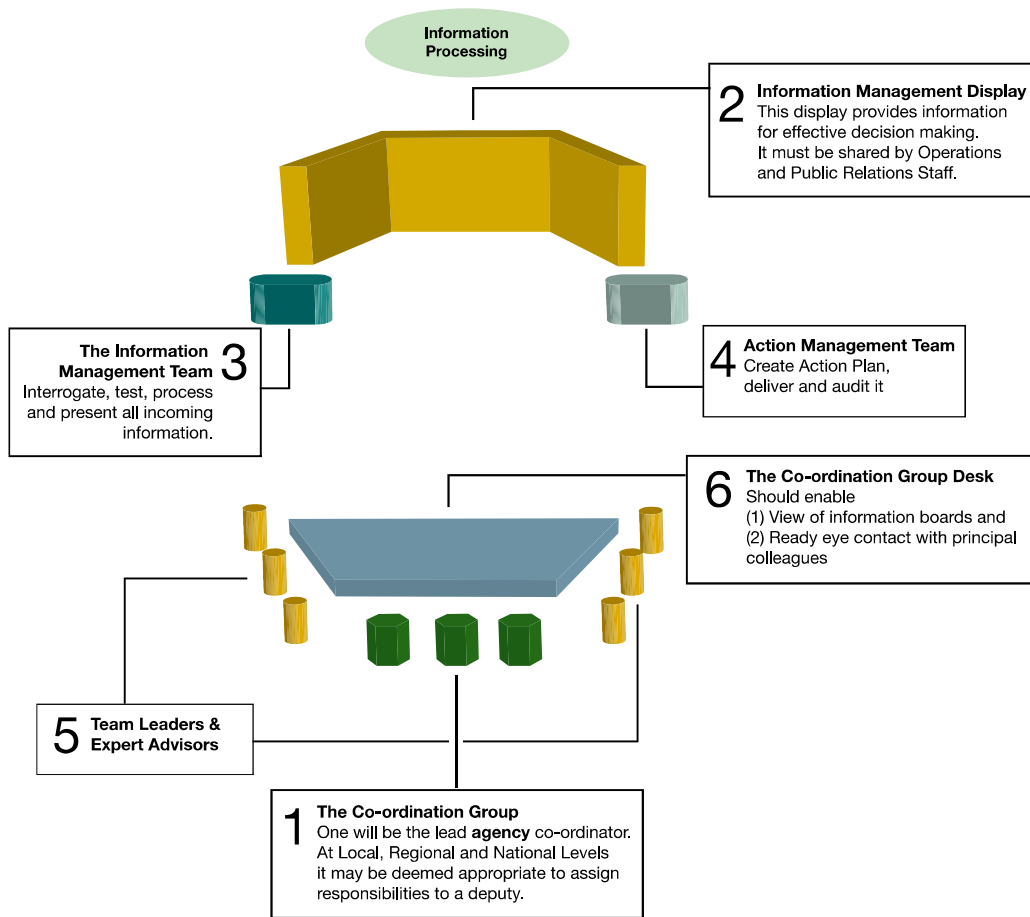 Information
Processing
2
Information Management Display
This display provides information
for effective decision making.
It must be shared by Operations
and Public Relations Staff.
The Information
Management Team
3
Interrogate, test, process
and present all incoming
information.
4
Action Management Team
Create Action Plan,
deliver and audit it
6
The Co-ordination Group Desk
Should enable
(1) View of information boards and
(2) Ready eye contact with principal
colleagues
5
Team Leaders &
Expert Advisors
1
The Co-ordination Group
One will be the lead agency co-ordinator.
At Local, Regional and National Levels
it may be deemed appropriate to assign
responsibilities to a deputy.